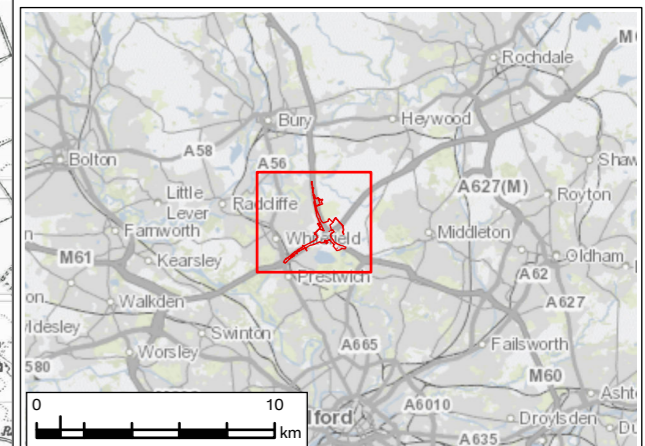 Rochdale
Bury
Heywood
Bolton
A58
A56
Shaw
A627(M)
Little
Lever
Radcliffe
Royton
Farnworth
Whitefield
Middleton
M61
Kearsley
Oldham
Prestwich
A62
Walkden
A627
Swinton
A665
Failsworth
Worsley
580
M60
A6010
Droylsden
A635
0
10
km